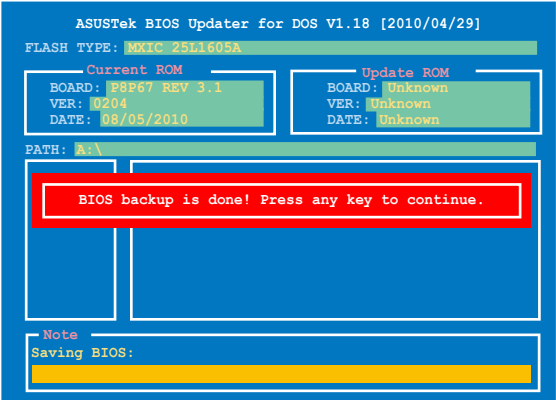 ASUSTek BIOS Updater for DOS V1.18 [2010/04/29]
FLASH TYPE: MXIC 25L1605A
Current ROM
BOARD: P8P67 REV 3.1
VER: 0204
DATE: 08/05/2010
Update ROM
BOARD: Unknown
VER: Unknown
DATE: Unknown
PATH: A:\
BIOS backup is done! Press any key to continue.
Note
Saving BIOS: